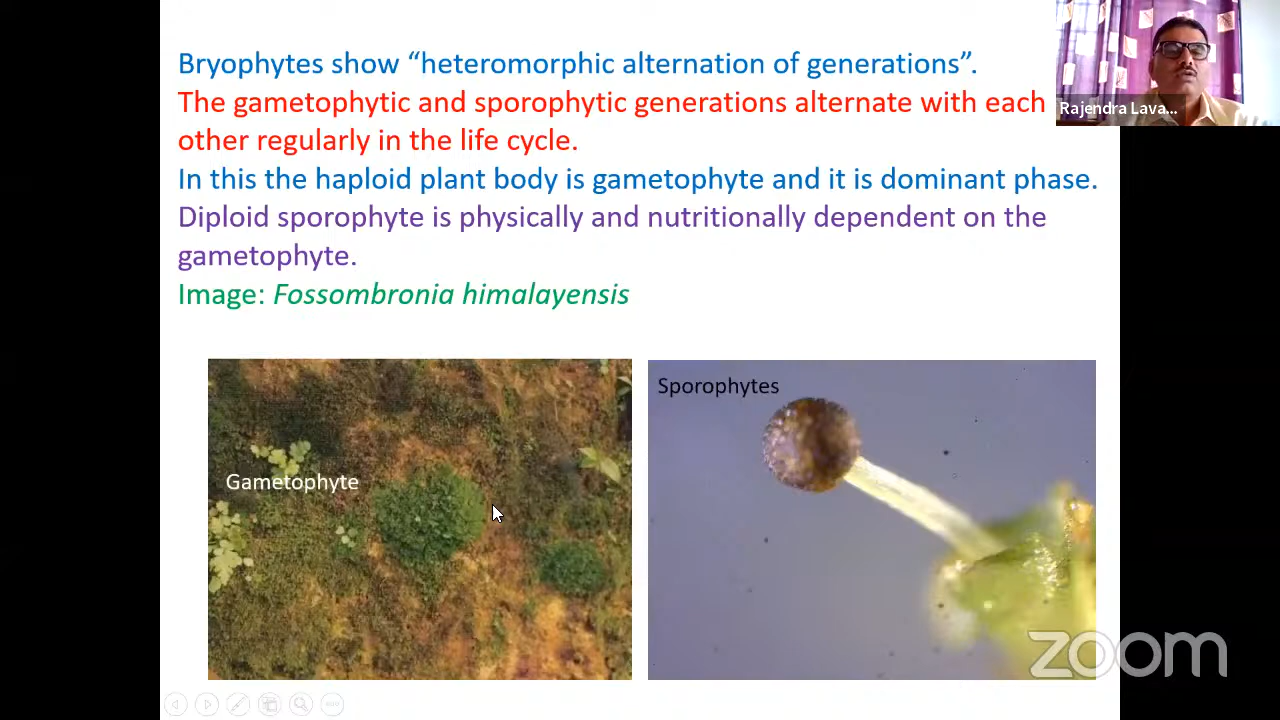 Bryophytes show “heteromorphic alternation of generations”.
The gametophytic and sporophytic generations alternate with each
other regularly in the life cycle.
In this the haploid plant body is gametophyte and it is dominant phase.
Diploid sporophyte is physically and nutritionally dependent on the
gametophyte.
Image: Fossombronia himalayensis
Rajendra Lava...
Gametophyte
Sporophytes
zoom